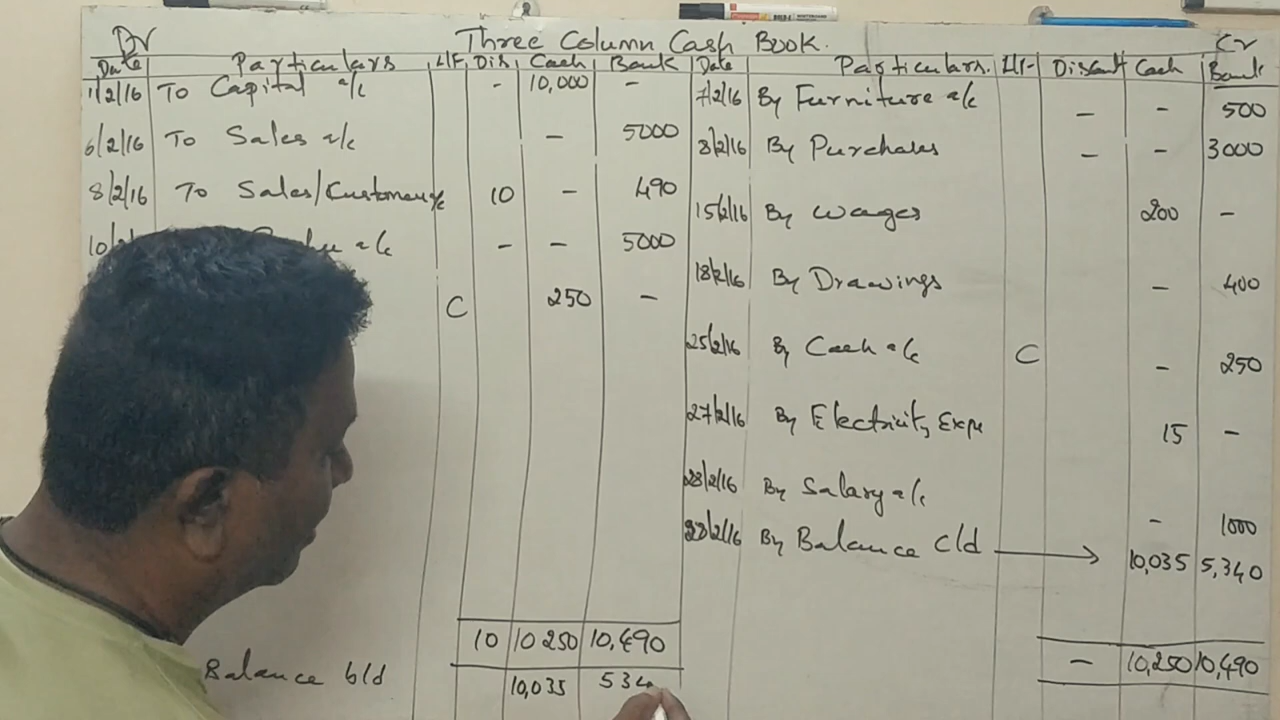 Dr Three Column Cash Book. Cr
Date Particulars L/F Dis Cash Bank Date Particulars. L/F Discount Cash Bank
1/2/16 To Capital a/c - 10,000 - 7/2/16 By Furniture a/c - - 500
6/2/16 To Sales a/c - 5000 8/2/16 By Purchases - - 3000
8/2/16 To Sales/Customer a/c 10 - 490 15/2/16 By wages 200 -
10/ a/c - - 5000 18/2/16 By Drawings - 400
C 250 - 25/2/16 By Cash a/c C - 250
27/2/16 By Electricity Expe 15 -
28/2/16 By Salary a/c - 1000
28/2/16 By Balance c/d → 10,035 5,340
10 10250 10,490 - 10,250 10,490
Balance b/d 10,035 534